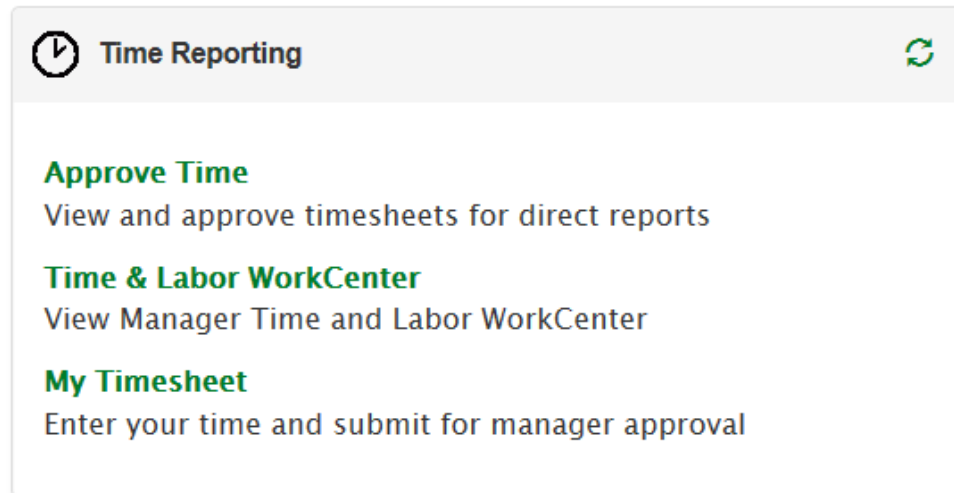 Time Reporting
Approve Time
View and approve timesheets for direct reports
Time & Labor WorkCenter
View Manager Time and Labor WorkCenter
My Timesheet
Enter your time and submit for manager approval